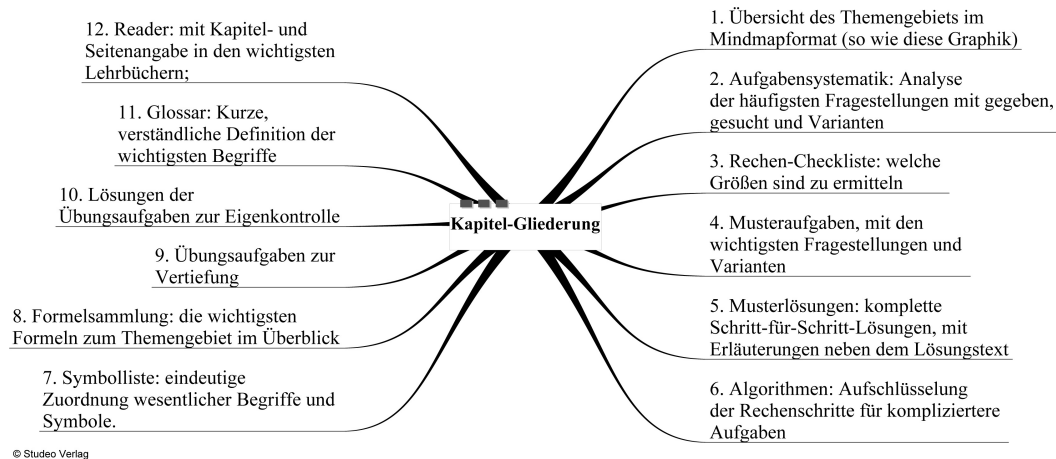 1. Übersicht des Themengebiets im
Mindmapformat (so wie diese Graphik)
2. Aufgabensystematik: Analyse
der häufigsten Fragestellungen mit gegeben,
gesucht und Varianten
3. Rechen-Checkliste: welche
Größen sind zu ermitteln
4. Musteraufgaben, mit den
wichtigsten Fragestellungen und
Varianten
5. Musterlösungen: komplette
Schritt-für-Schritt-Lösungen, mit
Erläuterungen neben dem Lösungstext
6. Algorithmen: Aufschlüsselung
der Rechenschritte für kompliziertere
Aufgaben
Kapitel-Gliederung
12. Reader: mit Kapitel- und
Seitenangabe in den wichtigsten
Lehrbüchern;
11. Glossar: Kurze,
verständliche Definition der
wichtigsten Begriffe
10. Lösungen der
Übungsaufgaben zur Eigenkontrolle
9. Übungsaufgaben zur
Vertiefung
8. Formelsammlung: die wichtigsten
Formeln zum Themengebiet im Überblick
7. Symbolliste: eindeutige
Zuordnung wesentlicher Begriffe und
Symbole.
© Studeo Verlag